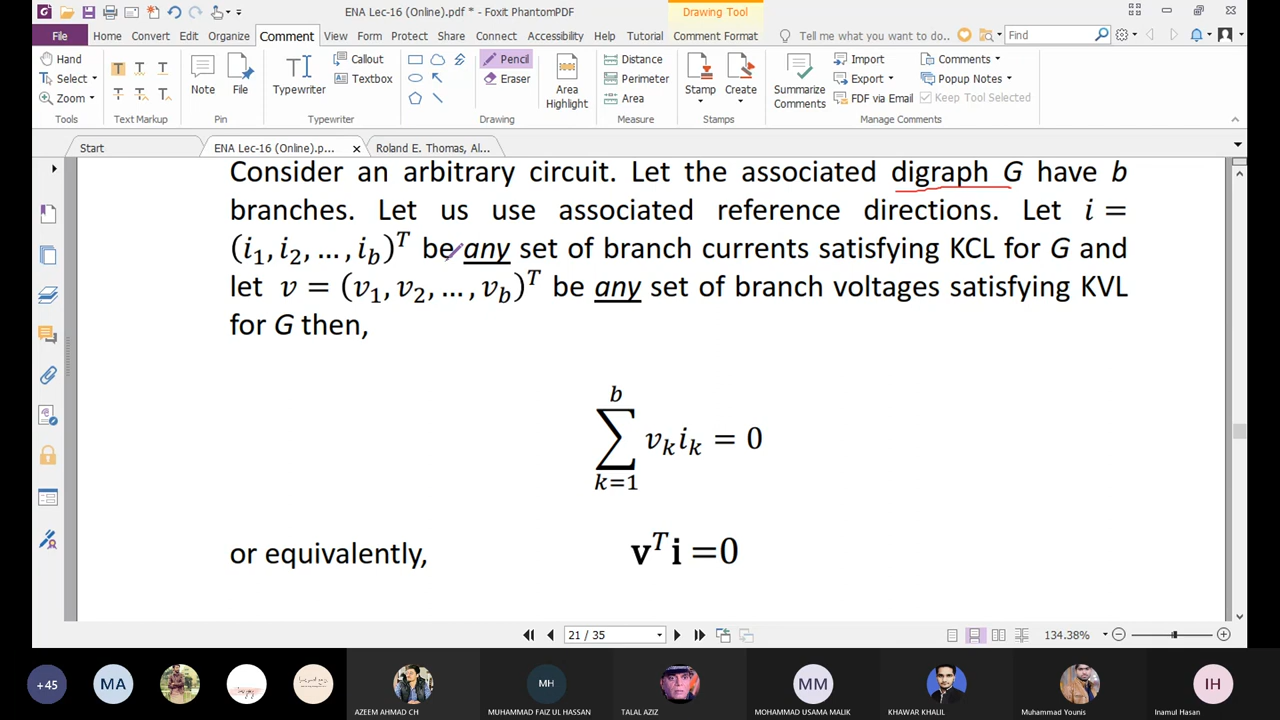 ENA Lec-16 (Online).pdf * - Foxit PhantomPDF
Drawing Tool
File Home Convert Edit Organize Comment View Form Protect Share Connect Accessibility Help Tutorial Comment Format Tell me what you want to do.. Find
Hand Select Zoom Tools
T T T T T T Text Markup
Note File Pin
Typewriter Callout Textbox Typewriter
Pencil Eraser Drawing
Area Highlight
Distance Perimeter Area Measure
Stamp Create Stamps
Summarize Comments Import Export FDF via Email Comments Popup Notes Keep Tool Selected Manage Comments
Start ENA Lec-16 (Online).p... × Roland E. Thomas, Al...
Consider an arbitrary circuit. Let the associated digraph G have b
branches. Let us use associated reference directions. Let i =
(i₁, i₂, ..., i_b)^T be any set of branch currents satisfying KCL for G and
let v = (v₁, v₂, ..., v_b)^T be any set of branch voltages satisfying KVL
for G then,
b
∑ v_k i_k = 0
k=1
or equivalently, v^T i =0
21 / 35 134.38%
+45 MA MH MM IH
AZEEM AHMAD CH MUHAMMAD FAIZ UL HASSAN TALAL AZIZ MOHAMMAD USAMA MALIK KHAWAR KHALIL Muhammad Younis Inamul Hasan